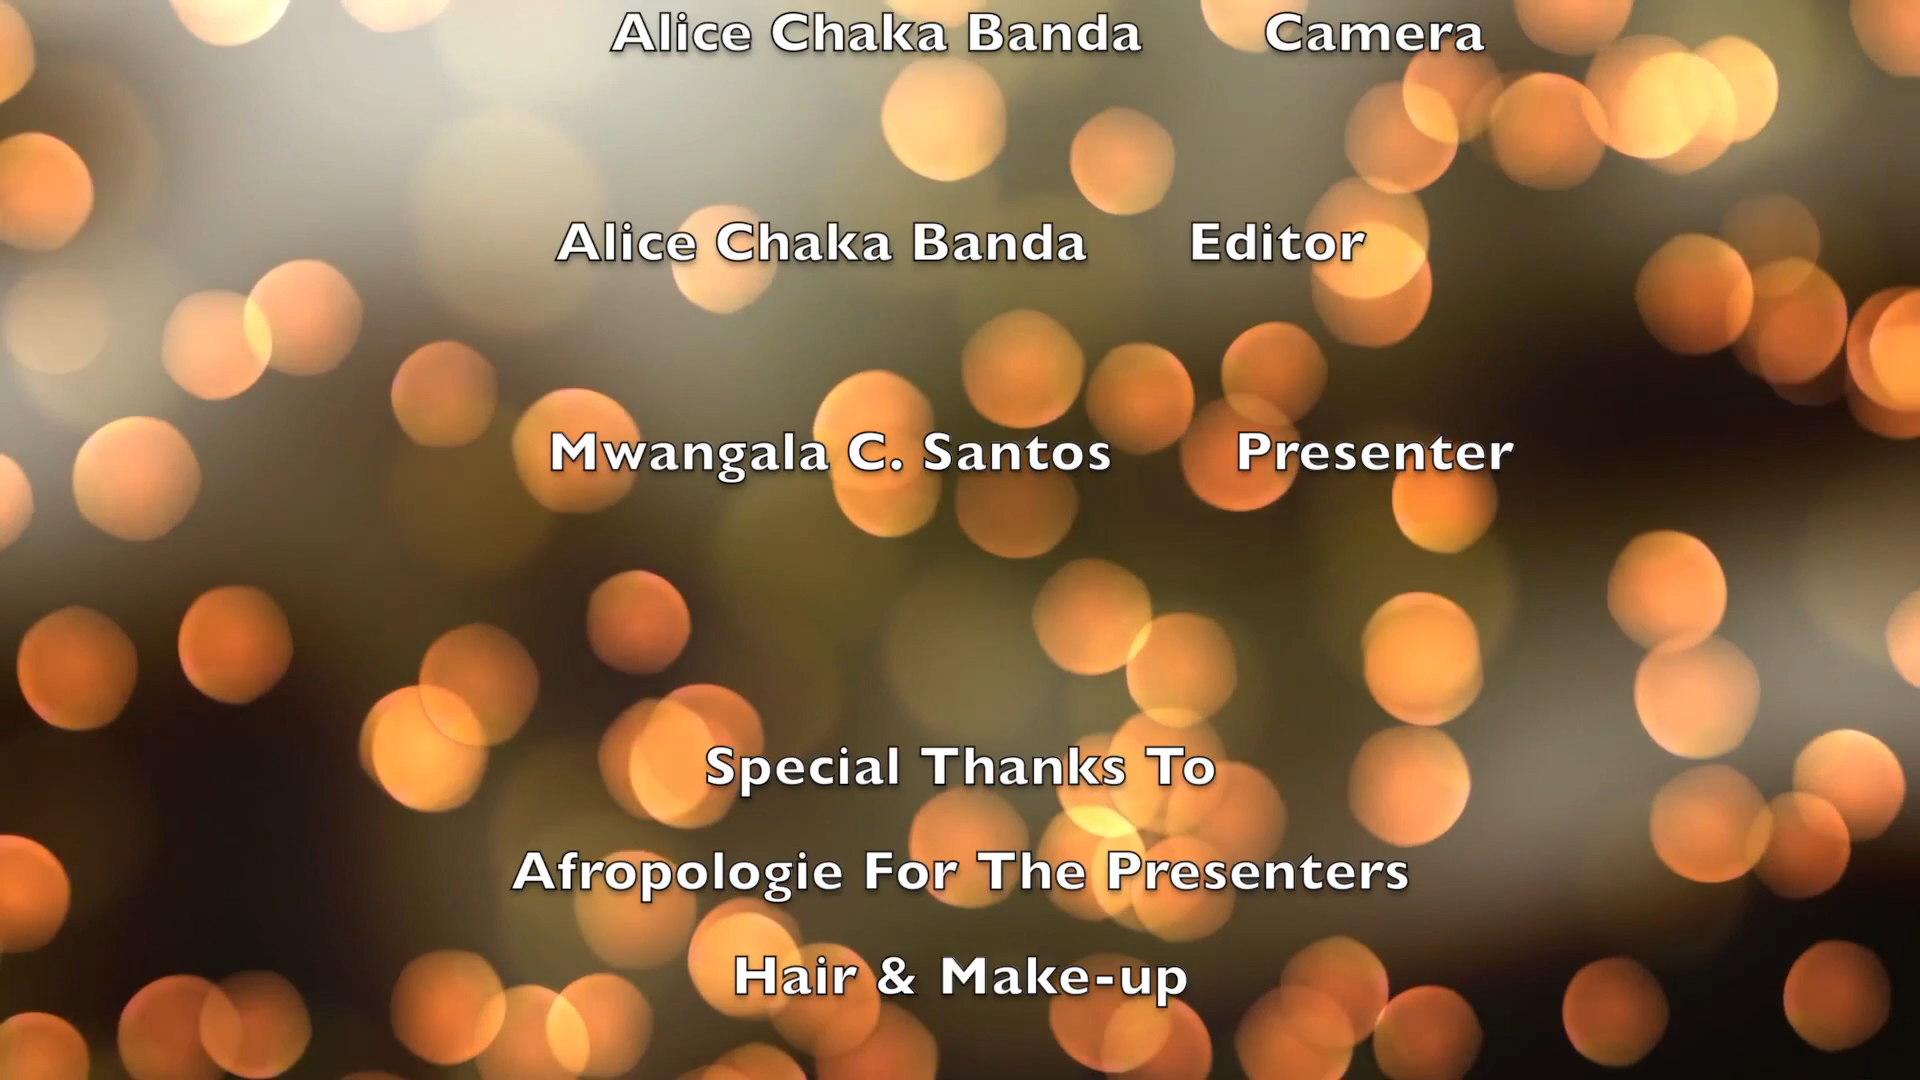 Alice Chaka Banda Camera
Alice Chaka Banda Editor
Mwangala C. Santos Presenter
Special Thanks To
Afropologie For The Presenters
Hair & Make-up